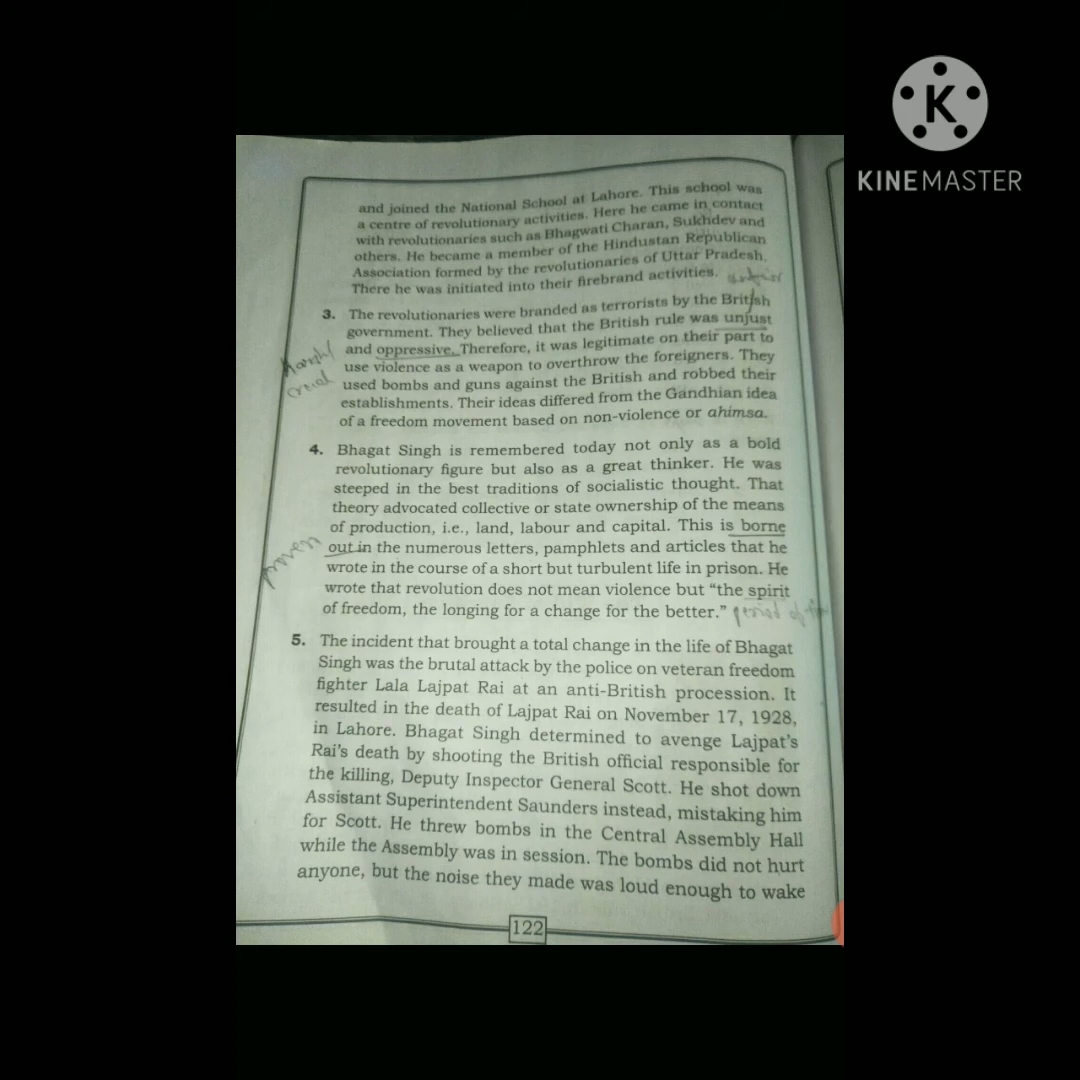 KINEMASTER
and joined the National School at Lahore. This school was
a centre of revolutionary activities. Here he came in contact
with revolutionaries such as Bhagwati Charan, Sukhdev and
others. He became a member of the Hindustan Republican
Association formed by the revolutionaries of Uttar Pradesh.
There he was initiated into their firebrand activities.
3. The revolutionaries were branded as terrorists by the British
government. They believed that the British rule was unjust
and oppressive. Therefore, it was legitimate on their part to
Harsh/
use violence as a weapon to overthrow the foreigners. They
used bombs and guns against the British and robbed their
establishments. Their ideas differed from the Gandhian idea
of a freedom movement based on non-violence or ahimsa.
4. Bhagat Singh is remembered today not only as a bold
revolutionary figure but also as a great thinker. He was
steeped in the best traditions of socialistic thought. That
theory advocated collective or state ownership of the means
of production, i.e., land, labour and capital. This is borne
proven
out in the numerous letters, pamphlets and articles that he
wrote in the course of a short but turbulent life in prison. He
wrote that revolution does not mean violence but “the spirit
of freedom, the longing for a change for the better.” period of
5. The incident that brought a total change in the life of Bhagat
Singh was the brutal attack by the police on veteran freedom
fighter Lala Lajpat Rai at an anti-British procession. It
resulted in the death of Lajpat Rai on November 17, 1928,
in Lahore. Bhagat Singh determined to avenge Lajpat’s
Rai’s death by shooting the British official responsible for
the killing, Deputy Inspector General Scott. He shot down
Assistant Superintendent Saunders instead, mistaking him
for Scott. He threw bombs in the Central Assembly Hall
while the Assembly was in session. The bombs did not hurt
anyone, but the noise they made was loud enough to wake
122